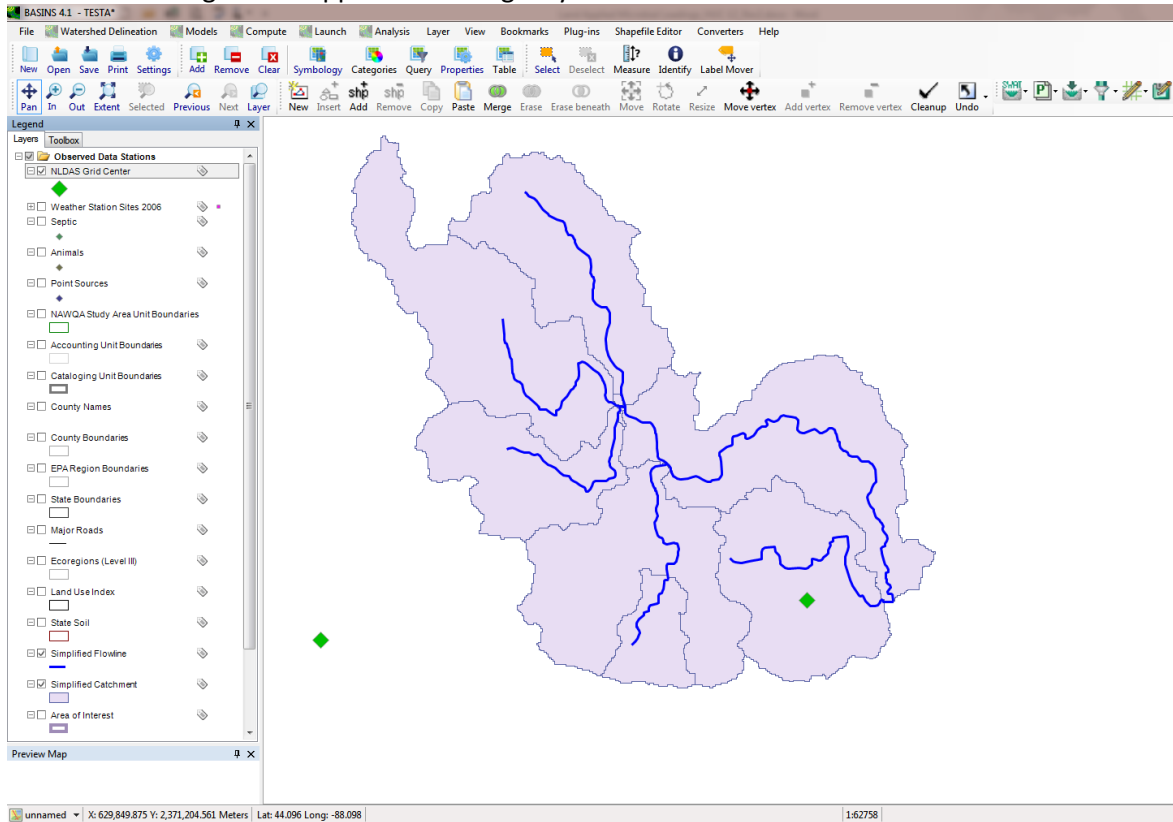 BASINS 4.1 - TESTA*
File Watershed Delineation Models Compute Launch Analysis Layer View Bookmarks Plug-ins Shapefile Editor Converters Help
New Open Save Print Settings Add Remove Clear Symbology Categories Query Properties Table Select Deselect Measure Identify Label Mover
Pan In Out Extent Selected Previous Next Layer New Insert Add Remove Copy Paste Merge Erase Erase beneath Move Rotate Resize Move vertex Add vertex Remove vertex Cleanup Undo
Legend
Layers Toolbox
Observed Data Stations
NLDAS Grid Center
Weather Station Sites 2006
Septic
Animals
Point Sources
NAWQA Study Area Unit Boundaries
Accounting Unit Boundaries
Cataloging Unit Boundaries
County Names
County Boundaries
EPA Region Boundaries
State Boundaries
Major Roads
Ecoregions (Level III)
Land Use Index
State Soil
Simplified Flowline
Simplified Catchment
Area of Interest
Preview Map
unnamed X: 629,849.875 Y: 2,371,204.561 Meters Lat: 44.096 Long: -88.098 1:62758